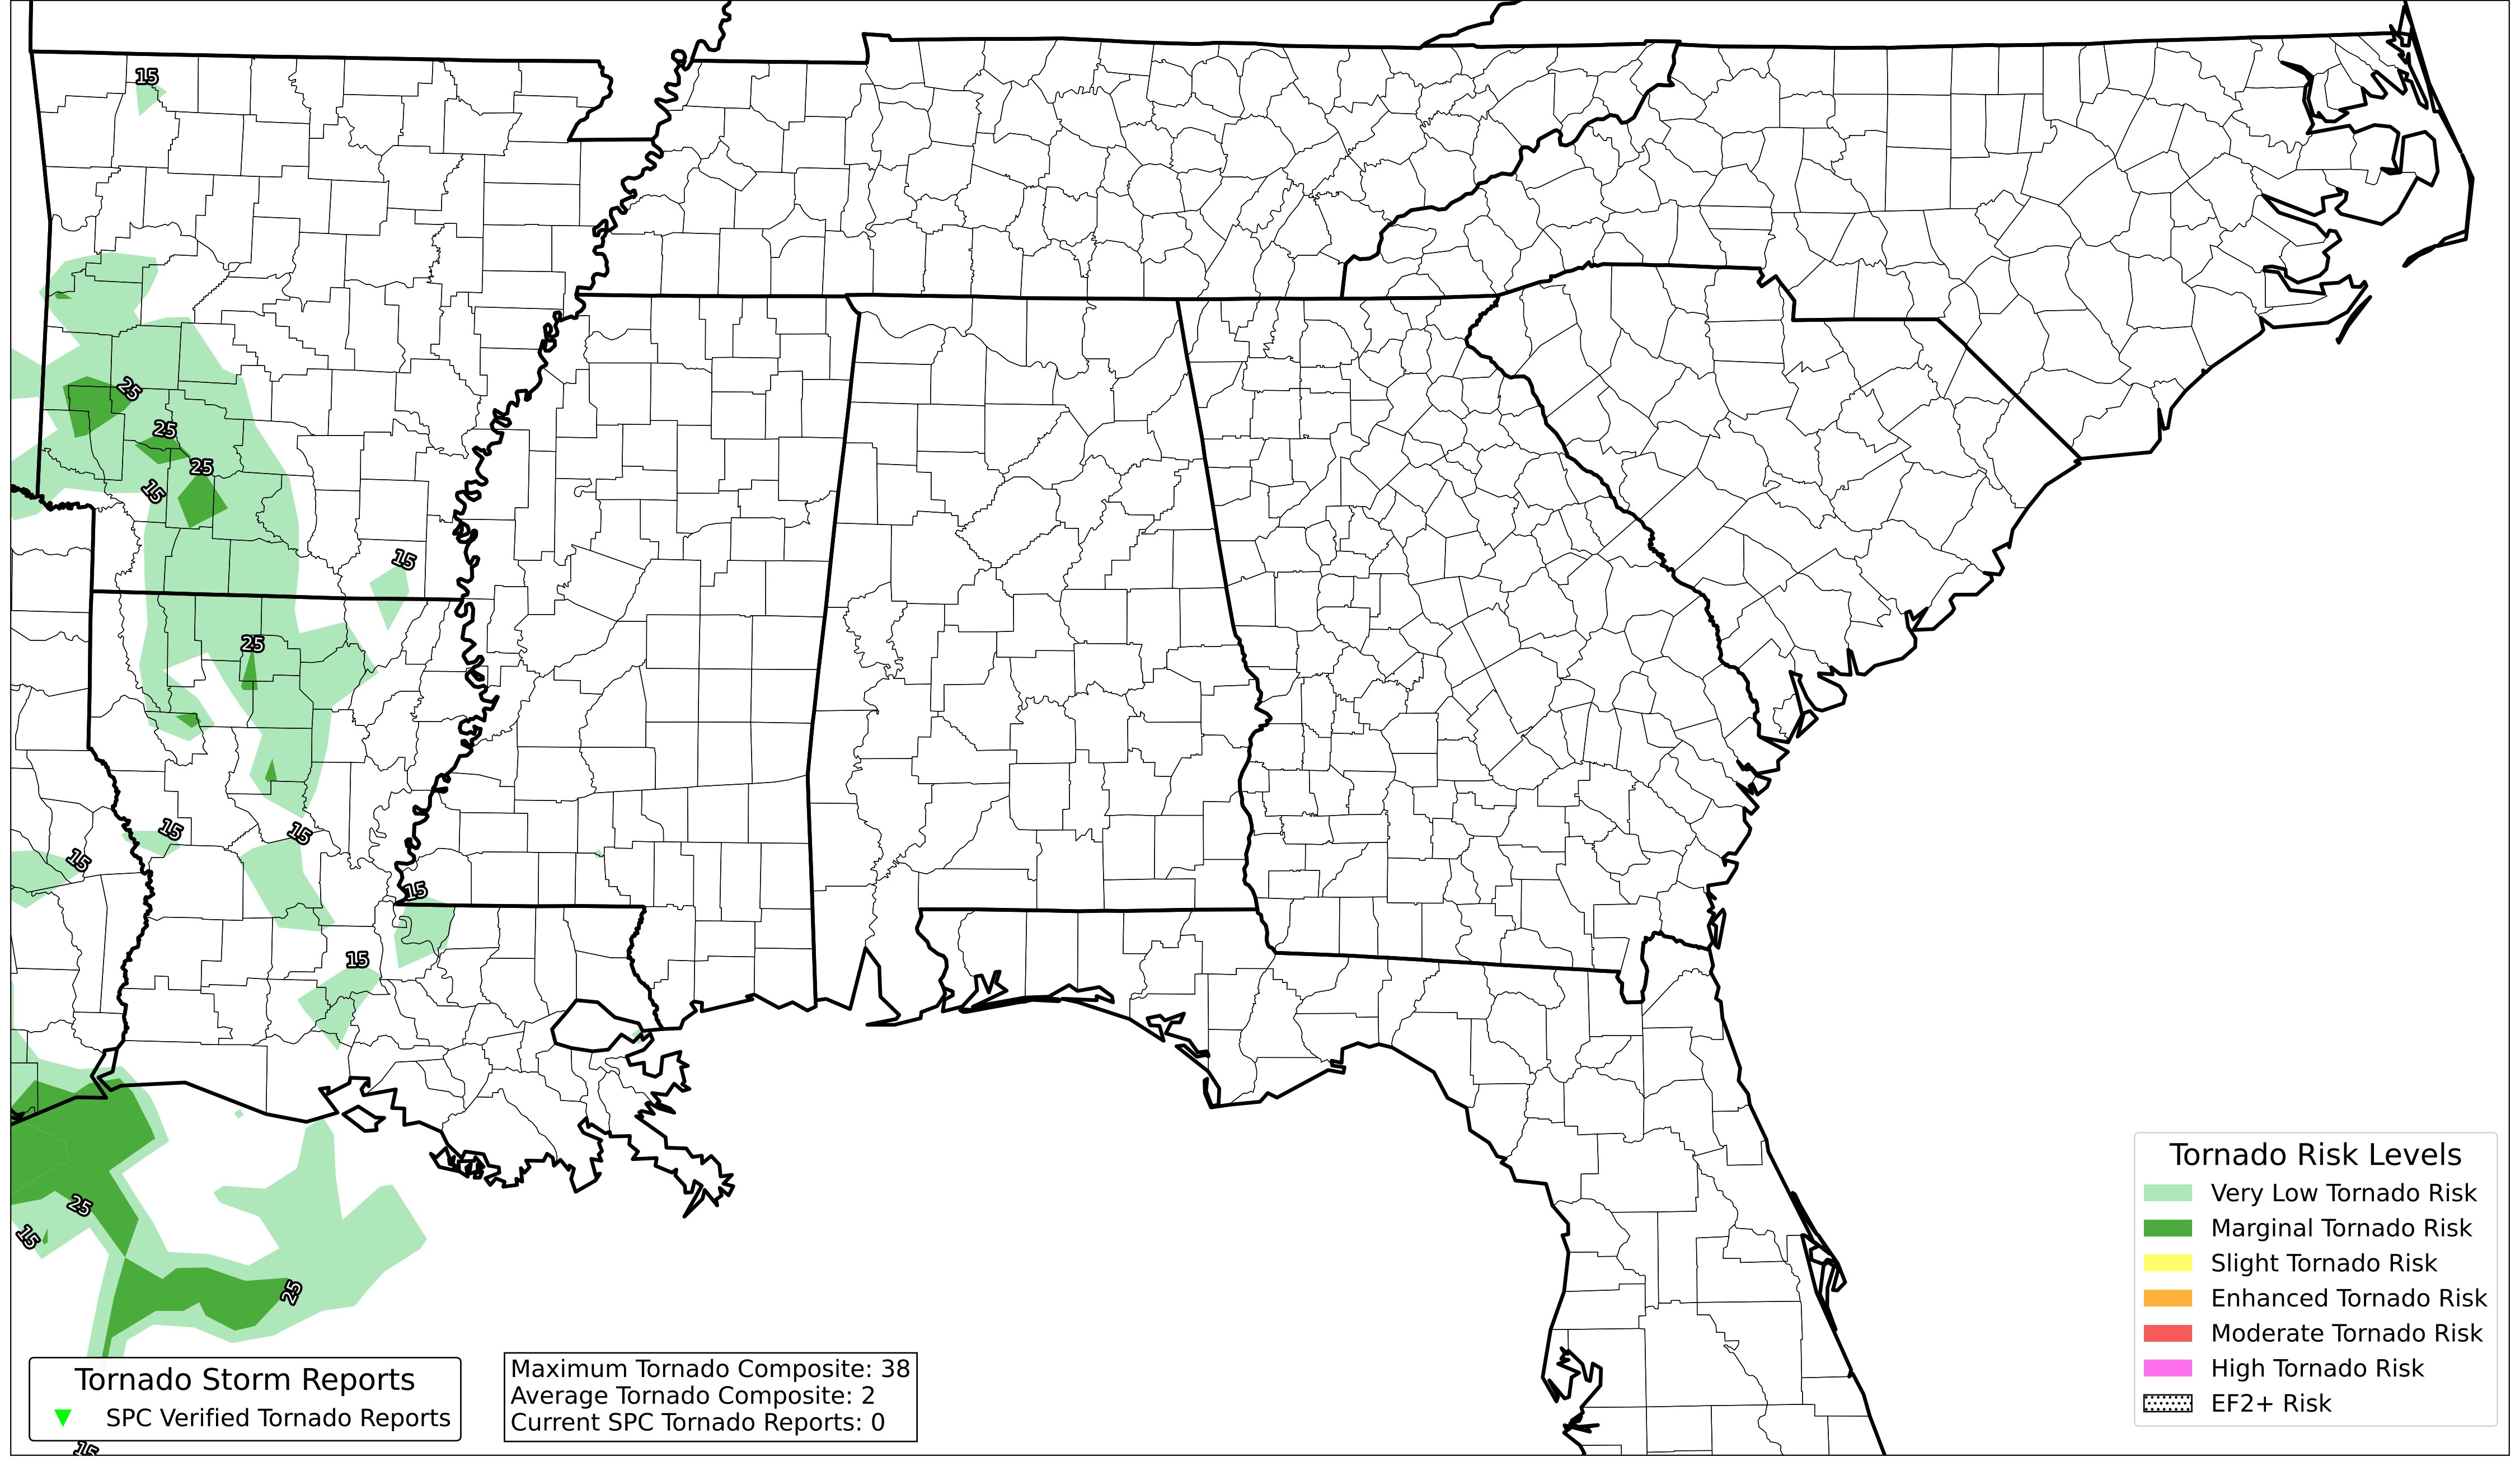 15
25
25
25
15
15
25
15
15
15
15
15
25
15
25
Tornado Risk Levels
Very Low Tornado Risk
Marginal Tornado Risk
Slight Tornado Risk
Enhanced Tornado Risk
Moderate Tornado Risk
High Tornado Risk
EF2+ Risk
Tornado Storm Reports
SPC Verified Tornado Reports
Maximum Tornado Composite: 38
Average Tornado Composite: 2
Current SPC Tornado Reports: 0
15